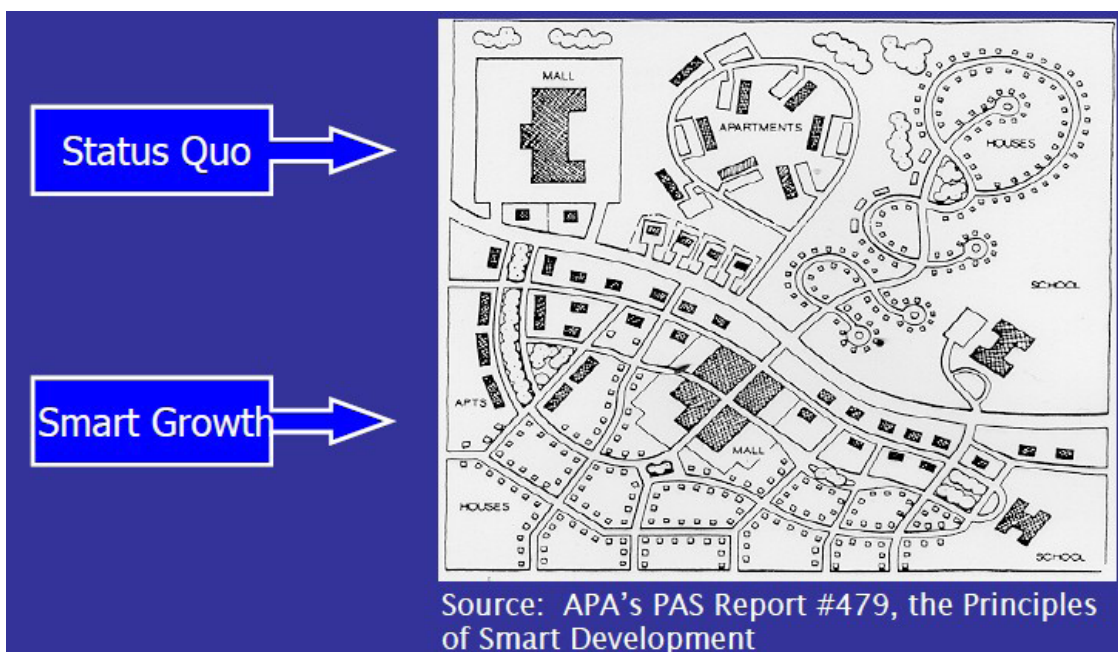 Status Quo
Smart Growth
MALL
APARTMENTS
HOUSES
SCHOOL
APTS
MALL
HOUSES
SCHOOL
Source:  APA's PAS Report #479, the Principles
of Smart Development